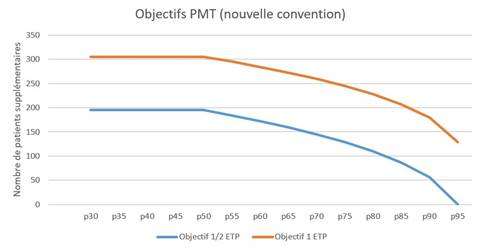 Objectifs PMT (nouvelle convention)
Nombre de patients supplémentaires
350
300
250
200
150
100
50
0
p30 p35 p40 p45 p50 p55 p60 p65 p70 p75 p80 p85 p90 p95
Objectif 1/2 ETP Objectif 1 ETP